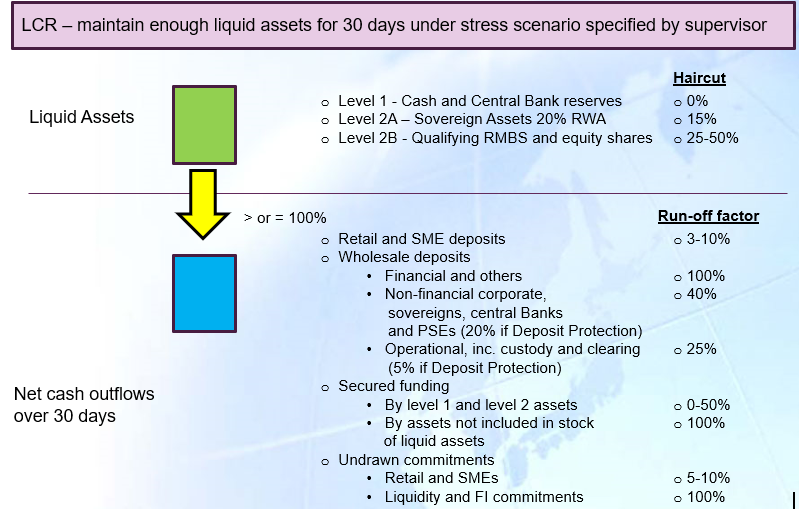 LCR – maintain enough liquid assets for 30 days under stress scenario specified by supervisor
Haircut
Liquid Assets
o Level 1 - Cash and Central Bank reserves o 0%
o Level 2A – Sovereign Assets 20% RWA o 15%
o Level 2B - Qualifying RMBS and equity shares o 25-50%
> or = 100%
Run-off factor
o Retail and SME deposits o 3-10%
o Wholesale deposits
• Financial and others o 100%
• Non-financial corporate, o 40%
sovereigns, central Banks
and PSEs (20% if Deposit Protection)
• Operational, inc. custody and clearing o 25%
(5% if Deposit Protection)
Net cash outflows
over 30 days
o Secured funding
• By level 1 and level 2 assets o 0-50%
• By assets not included in stock o 100%
of liquid assets
o Undrawn commitments
• Retail and SMEs o 5-10%
• Liquidity and FI commitments o 100%